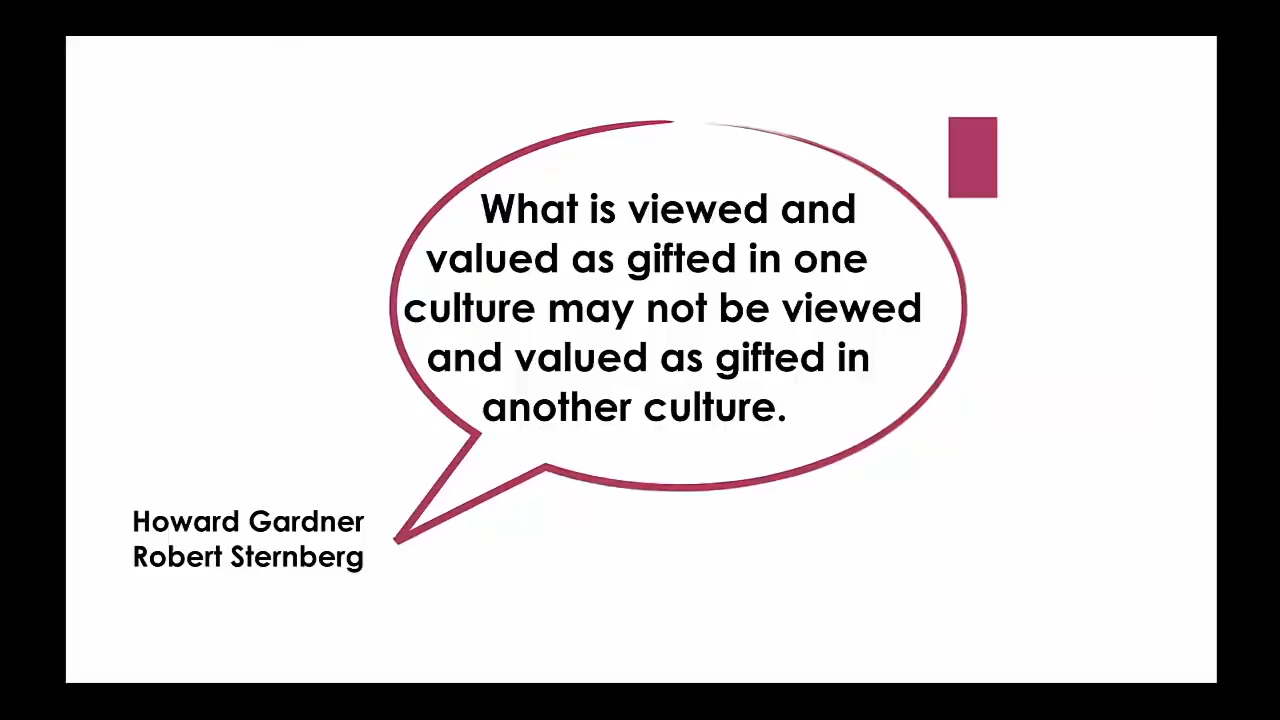 What is viewed and
valued as gifted in one
culture may not be viewed
and valued as gifted in
another culture.
Howard Gardner
Robert Sternberg